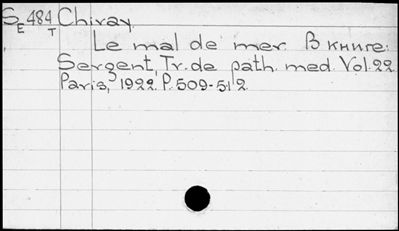 S 484 Chiray.
E T
Le mal de mer. В книге:
Sergent, Tr. de path. med. Vol. 22.
Paris, 1922. P. 509-512